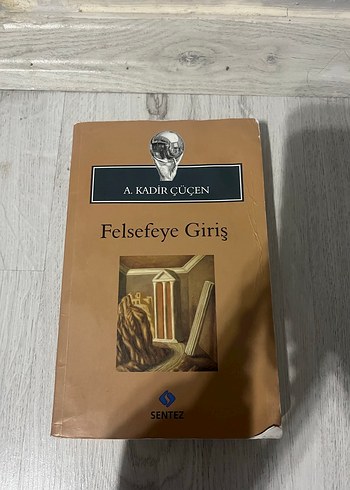 A. KADİR ÇÜÇEN
Felsefeye Giriş
SENTEZ